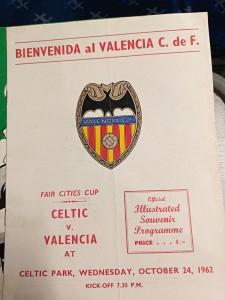 BIENVENIDA al VALENCIA C. de F.
VALENCIA C.F.
FAIR CITIES CUP
CELTIC
v.
VALENCIA
AT
Official
Illustrated
Souvenir
Programme
PRICE . . . 1/-
CELTIC PARK, WEDNESDAY, OCTOBER 24, 1962
KICK-OFF 7.30 P.M.